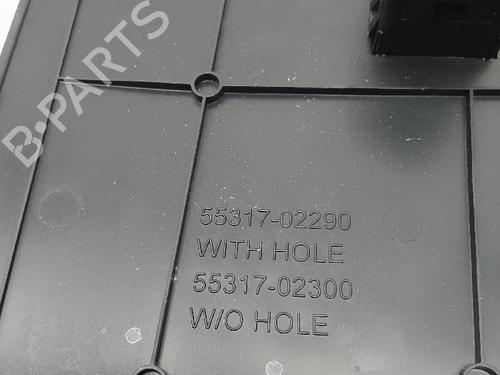 B-PARTS
55317-02290
WITH HOLE
55317-02300
W/O HOLE